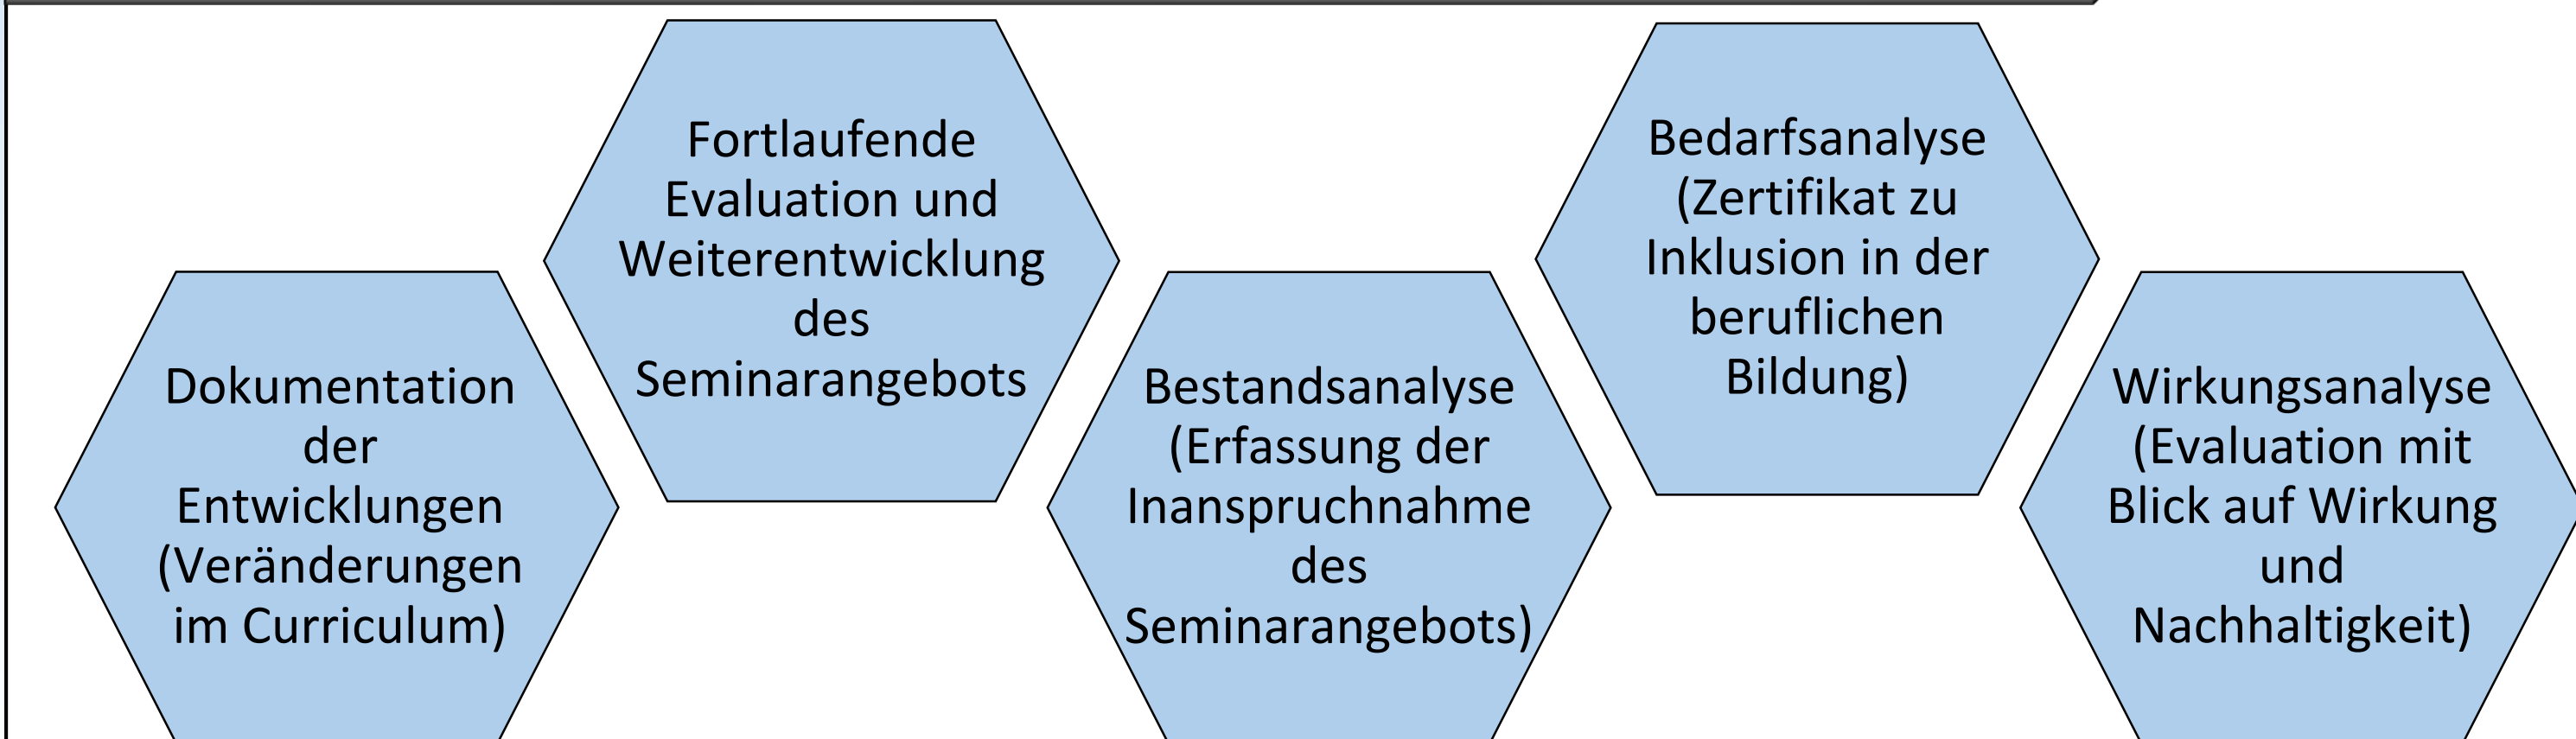 Dokumentation
der
Entwicklungen
(Veränderungen
im Curriculum)
Fortlaufende
Evaluation und
Weiterentwicklung
des
Seminarangebots
Bestandsanalyse
(Erfassung der
Inanspruchnahme
des
Seminarangebots)
Bedarfsanalyse
(Zertifikat zu
Inklusion in der
beruflichen
Bildung)
Wirkungsanalyse
(Evaluation mit
Blick auf Wirkung
und
Nachhaltigkeit)